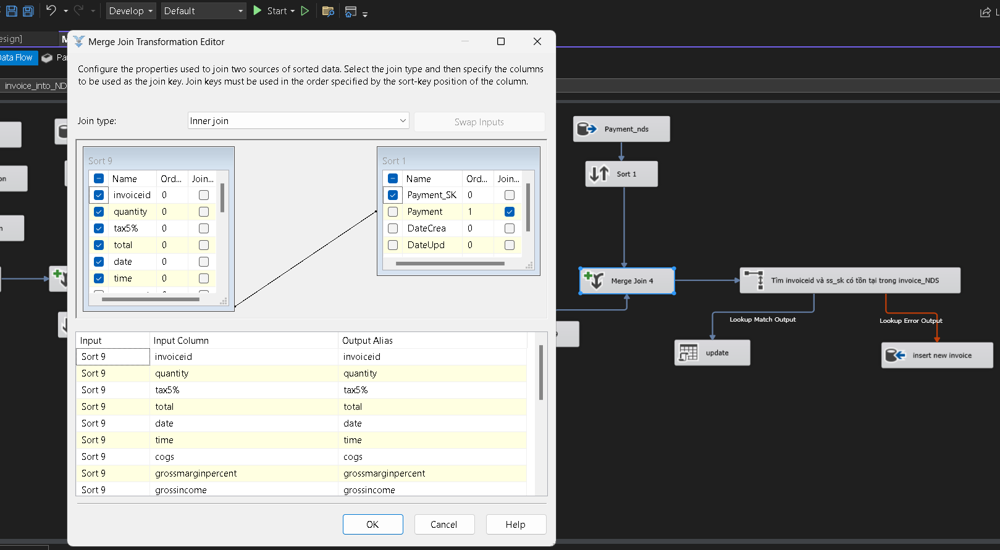 Develop
Default
Start
L
esign]
M
Data Flow
Pa
invoice_into_ND
Merge Join Transformation Editor
Configure the properties used to join two sources of sorted data. Select the join type and then specify the columns
to be used as the join key. Join keys must be used in the order specified by the sort-key position of the column.
Join type:
Inner join
Swap Inputs
Sort 9
Name Ord... Join...
invoiceid 0
quantity 0
tax5% 0
total 0
date 0
time 0
Sort 1
Name Ord... Join...
Payment_SK 0
Payment 1
DateCrea 0
DateUpd 0
Input Input Column Output Alias
Sort 9 invoiceid invoiceid
Sort 9 quantity quantity
Sort 9 tax5% tax5%
Sort 9 total total
Sort 9 date date
Sort 9 time time
Sort 9 cogs cogs
Sort 9 grossmarginpercent grossmarginpercent
Sort 9 grossincome grossincome
OK
Cancel
Help
on
n
Payment_nds
Sort 1
Merge Join 4
Tìm invoiceid và ss_sk có tồn tại trong invoice_NDS
Lookup Match Output
Lookup Error Output
9
update
insert new invoice